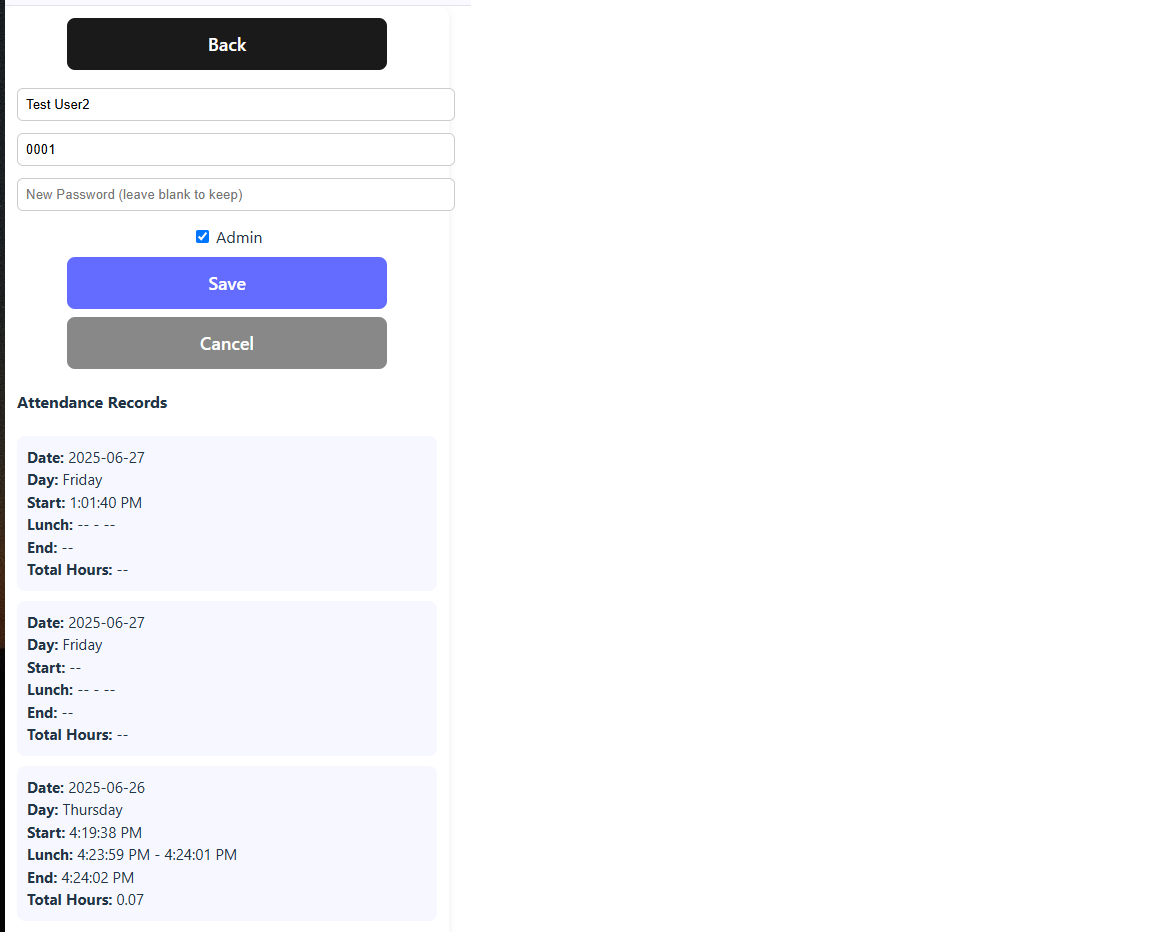 Back
Test User2
0001
New Password (leave blank to keep)
Admin
Save
Cancel
Attendance Records
Date: 2025-06-27
Day: Friday
Start: 1:01:40 PM
Lunch: -- - --
End: --
Total Hours: --
Date: 2025-06-27
Day: Friday
Start: --
Lunch: -- - --
End: --
Total Hours: --
Date: 2025-06-26
Day: Thursday
Start: 4:19:38 PM
Lunch: 4:23:59 PM - 4:24:01 PM
End: 4:24:02 PM
Total Hours: 0.07